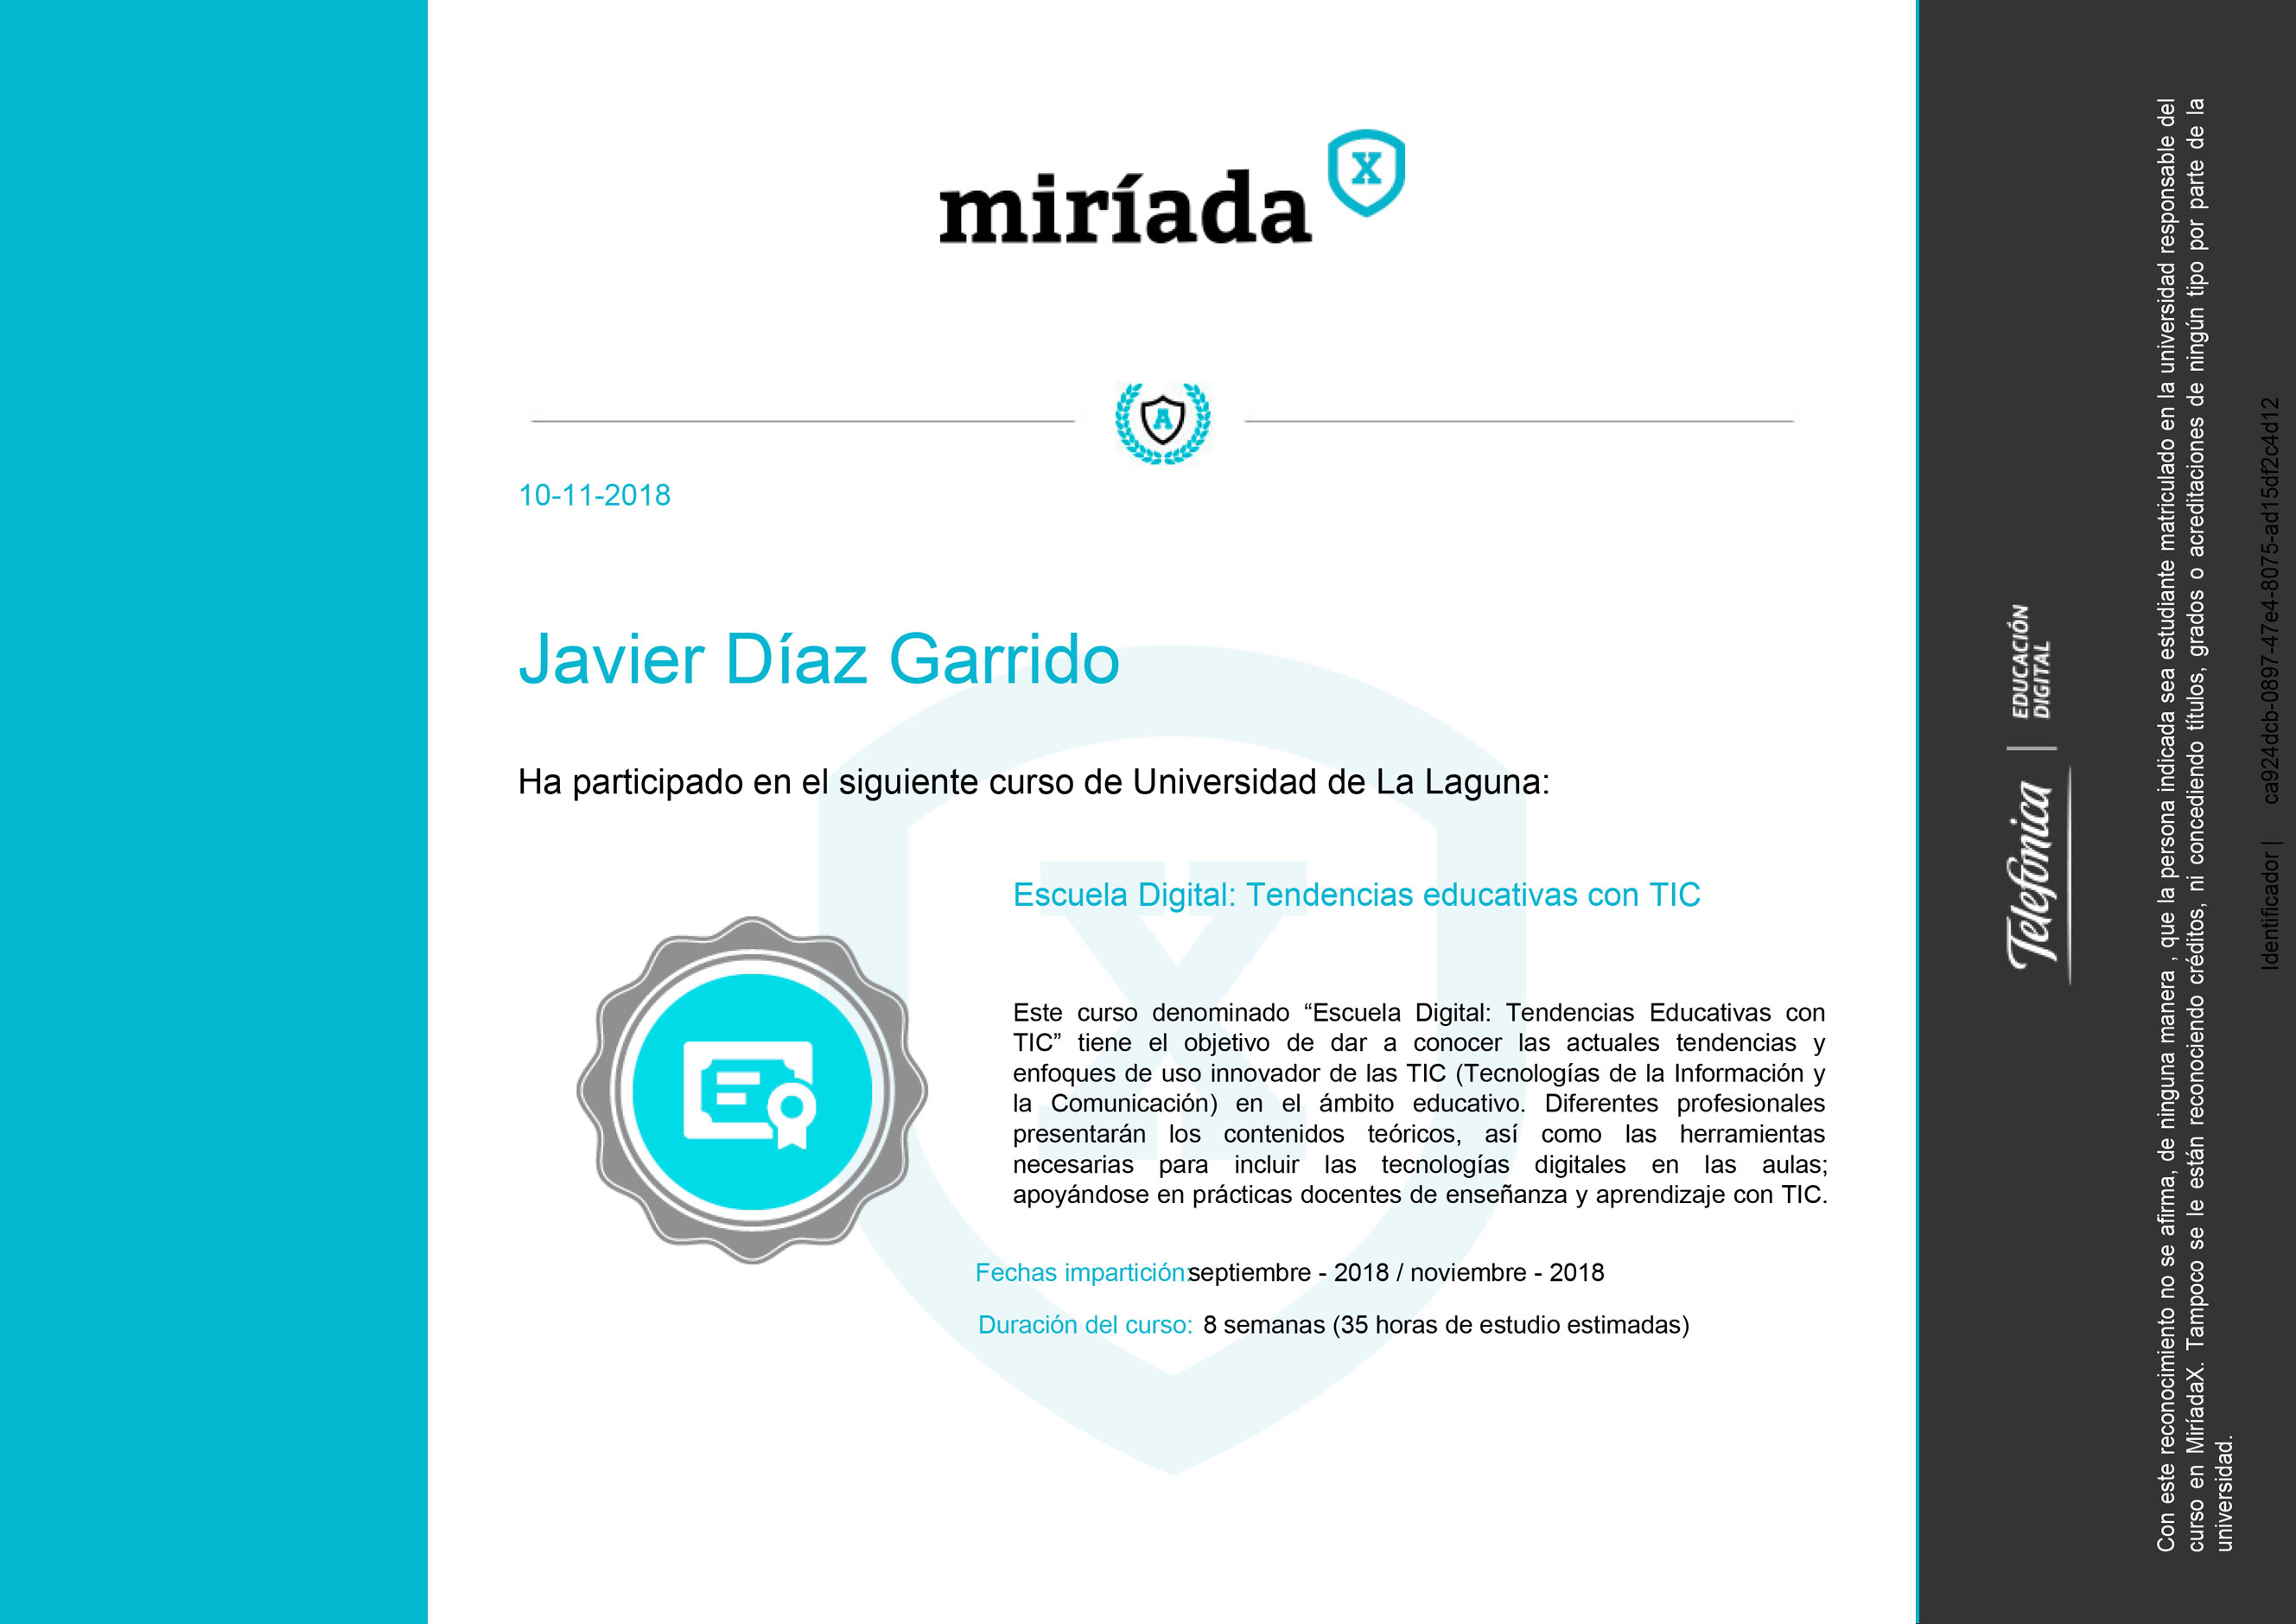 miríada X
A
10-11-2018
Javier Díaz Garrido
Ha participado en el siguiente curso de Universidad de La Laguna:
Escuela Digital: Tendencias educativas con TIC
Este curso denominado “Escuela Digital: Tendencias Educativas con
TIC” tiene el objetivo de dar a conocer las actuales tendencias y
enfoques de uso innovador de las TIC (Tecnologías de la Información y
la Comunicación) en el ámbito educativo. Diferentes profesionales
presentarán los contenidos teóricos, así como las herramientas
necesarias para incluir las tecnologías digitales en las aulas;
apoyándose en prácticas docentes de enseñanza y aprendizaje con TIC.
Fechas impartición:septiembre - 2018 / noviembre - 2018
Duración del curso: 8 semanas (35 horas de estudio estimadas)
X
Telefónica | EDUCACIÓN
DIGITAL
Con este reconocimiento no se afirma, de ninguna manera , que la persona indicada sea estudiante matriculado en la universidad responsable del
curso en MiríadaX. Tampoco se le están reconociendo créditos, ni concediendo títulos, grados o acreditaciones de ningún tipo por parte de la
universidad.
Identificador | ca924dcb-0897-47e4-8075-ad15df2c4d12